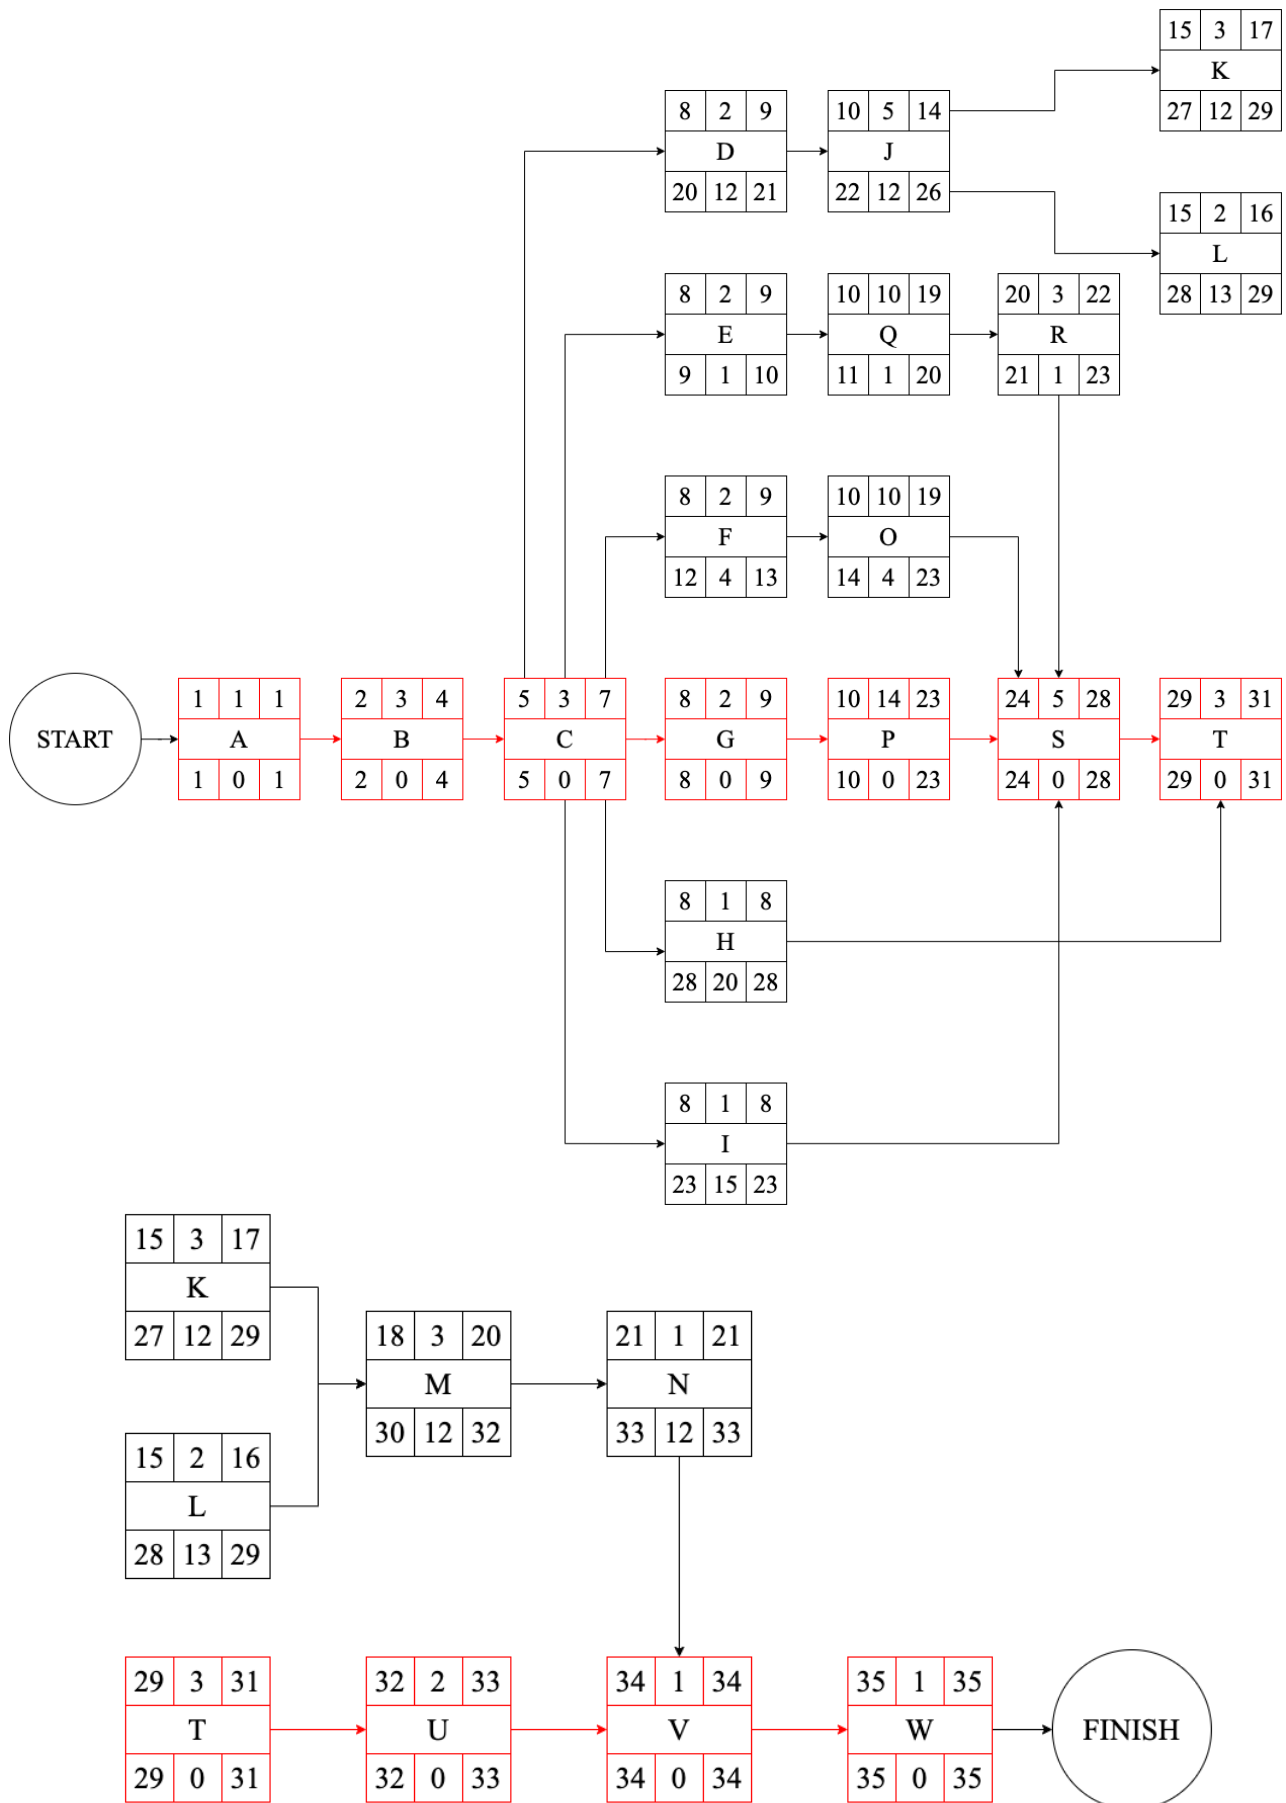 15 3 17
K
27 12 29
8 2 9
D
20 12 21
10 5 14
J
22 12 26
15 2 16
L
28 13 29
8 2 9
E
9 1 10
10 10 19
Q
11 1 20
20 3 22
R
21 1 23
8 2 9
F
12 4 13
10 10 19
O
14 4 23
START
1 1 1
A
1 0 1
2 3 4
B
2 0 4
5 3 7
C
5 0 7
8 2 9
G
8 0 9
10 14 23
P
10 0 23
24 5 28
S
24 0 28
29 3 31
T
29 0 31
8 1 8
H
28 20 28
8 1 8
I
23 15 23
15 3 17
K
27 12 29
18 3 20
M
30 12 32
21 1 21
N
33 12 33
15 2 16
L
28 13 29
29 3 31
T
29 0 31
32 2 33
U
32 0 33
34 1 34
V
34 0 34
35 1 35
W
35 0 35
FINISH